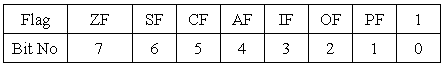 Flag ZF SF CF AF IF OF PF 1
Bit No 7 6 5 4 3 2 1 0